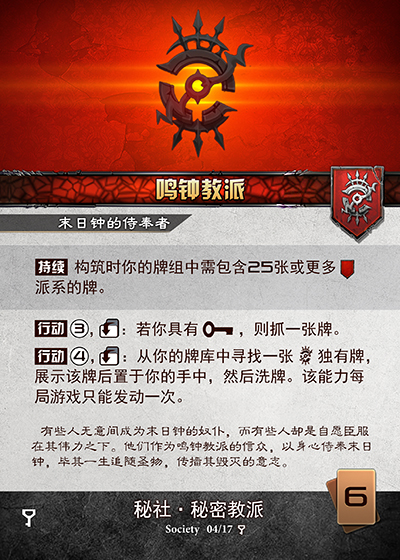 鸣钟教派
末日钟的侍奉者
持续 构筑时你的牌组中需包含25张或更多
派系的牌。
行动 ③，：若你具有，则抓一张牌。
行动 ④，：从你的牌库中寻找一张 独有牌，
展示该牌后置于你的手中，然后洗牌。该能力每
局游戏只能发动一次。
有些人无意间成为末日钟的奴仆，而有些人却是自愿臣服
在其伟力之下。他们作为鸣钟教派的信众，以身心侍奉末日
钟，毕其一生追随圣物，传播其毁灭的意志。
6
秘社·秘密教派
Society 04/17